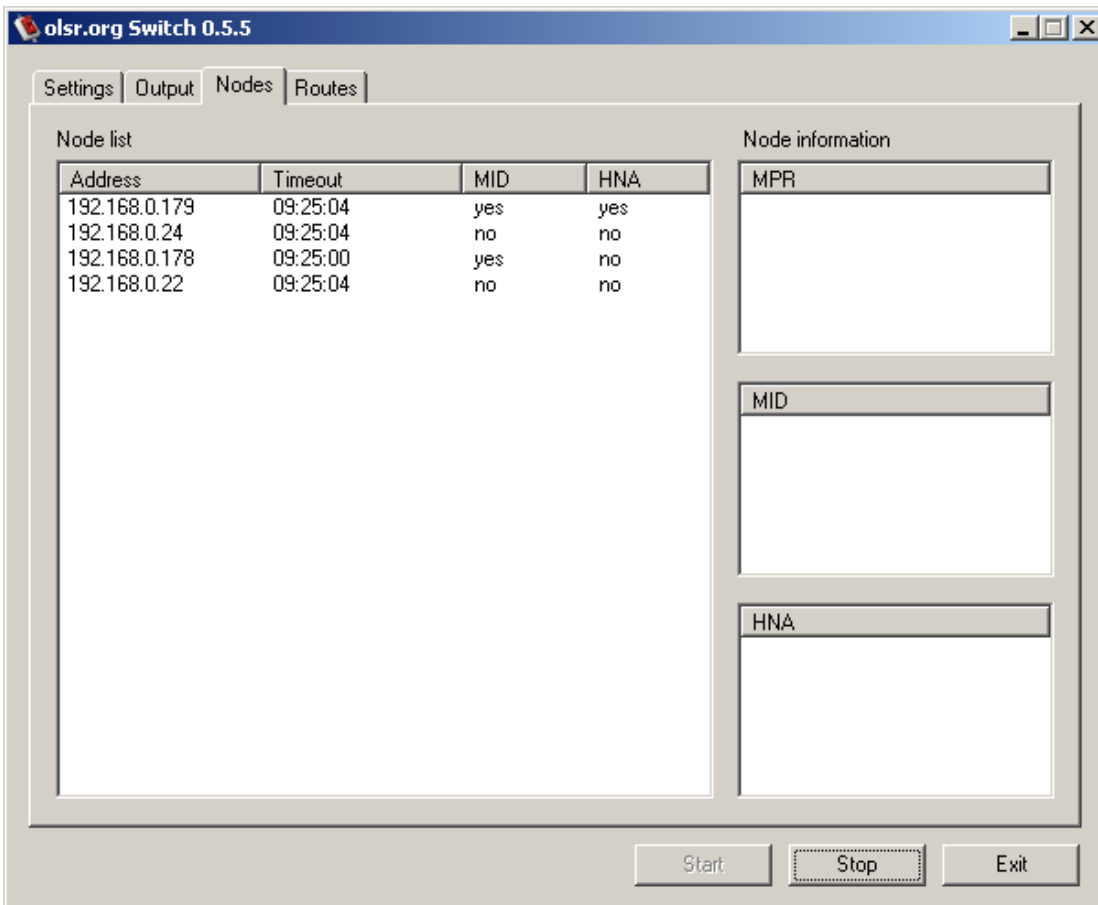 olsr.org Switch 0.5.5
Settings Output Nodes Routes
Node list
Address Timeout MID HNA
192.168.0.179 09:25:04 yes yes
192.168.0.24 09:25:04 no no
192.168.0.178 09:25:00 yes no
192.168.0.22 09:25:04 no no
Node information
MPR
MID
HNA
Start Stop Exit